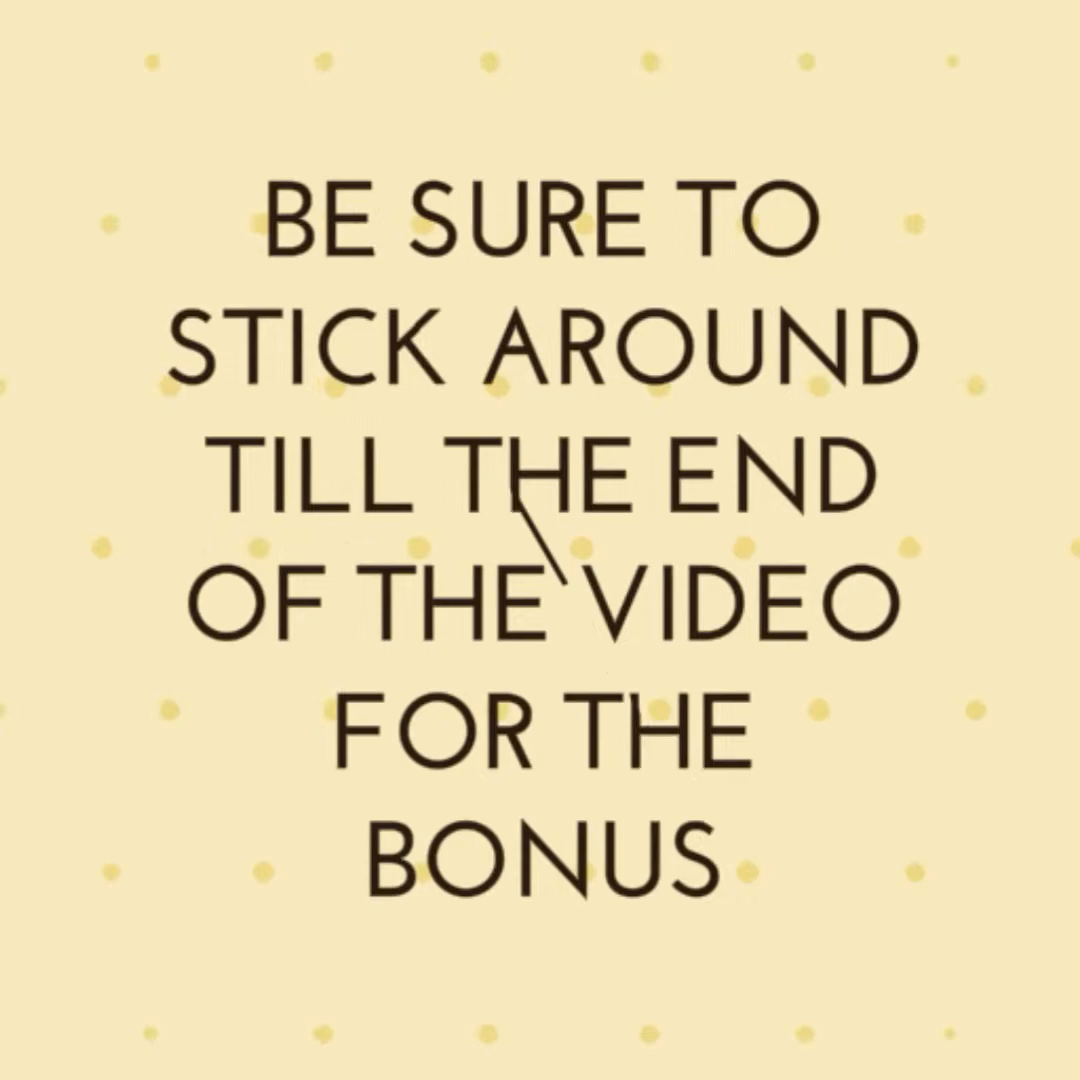 BE SURE TO
STICK AROUND
TILL THE END
OF THE VIDEO
FOR THE
BONUS